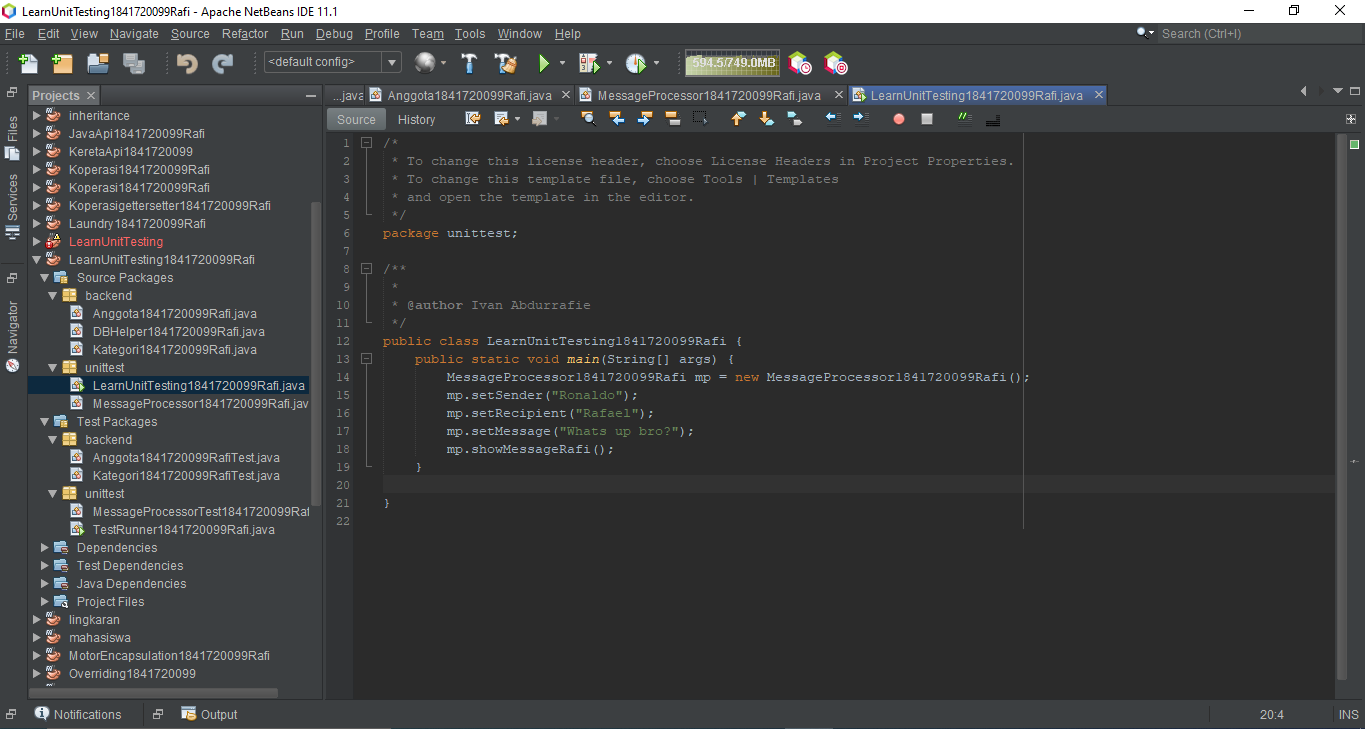 LearnUnitTesting1841720099Rafi - Apache NetBeans IDE 11.1
File Edit View Navigate Source Refactor Run Debug Profile Team Tools Window Help
Search (Ctrl+I)
<default config>
594.5/749.0MB
Projects
...java
Anggota1841720099Rafi.java
MessageProcessor1841720099Rafi.java
LearnUnitTesting1841720099Rafi.java
Source
History
Files
Services
Navigator
inheritance
JavaApi1841720099Rafi
KeretaApi1841720099
Koperasi1841720099Rafi
Koperasi1841720099Rafi
Koperasigettersetter1841720099Rafi
Laundry1841720099Rafi
LearnUnitTesting
LearnUnitTesting1841720099Rafi
Source Packages
backend
Anggota1841720099Rafi.java
DBHelper1841720099Rafi.java
Kategori1841720099Rafi.java
unittest
LearnUnitTesting1841720099Rafi.java
MessageProcessor1841720099Rafi.jav
Test Packages
backend
Anggota1841720099RafiTest.java
Kategori1841720099RafiTest.java
unittest
MessageProcessorTest1841720099Raf
TestRunner1841720099Rafi.java
Dependencies
Test Dependencies
Java Dependencies
Project Files
lingkaran
mahasiswa
MotorEncapsulation1841720099Rafi
Overriding1841720099
1 /*
2 * To change this license header, choose License Headers in Project Properties.
3 * To change this template file, choose Tools | Templates
4 * and open the template in the editor.
5 */
6 package unittest;
7
8 /**
9 *
10 * @author Ivan Abdurrafie
11 */
12 public class LearnUnitTesting1841720099Rafi {
13 public static void main(String[] args) {
14 MessageProcessor1841720099Rafi mp = new MessageProcessor1841720099Rafi();
15 mp.setSender("Ronaldo");
16 mp.setRecipient("Rafael");
17 mp.setMessage("Whats up bro?");
18 mp.showMessageRafi();
19 }
20
21 }
22
Notifications
Output
20:4
INS